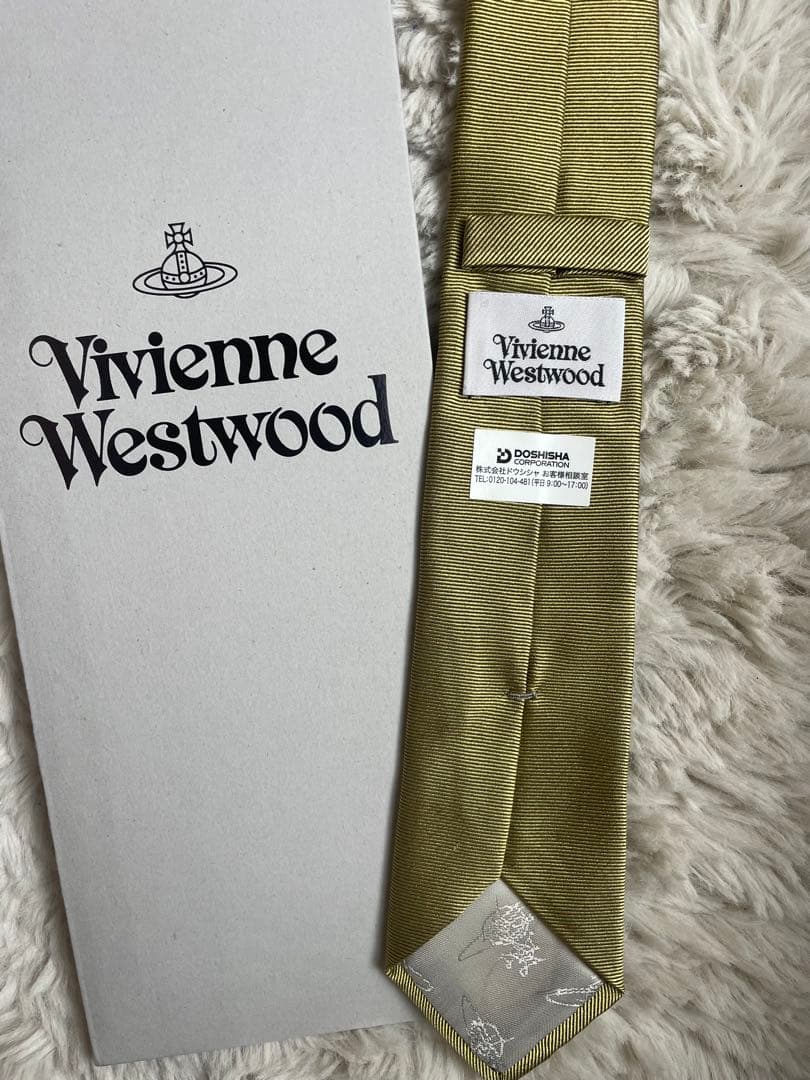 Vivienne
Westwood
Vivienne
Westwood
DOSHISHA
CORPORATION
株式会社ドウシシャ お客様相談室
TEL:0120-104-481(平日 9:00~17:00)